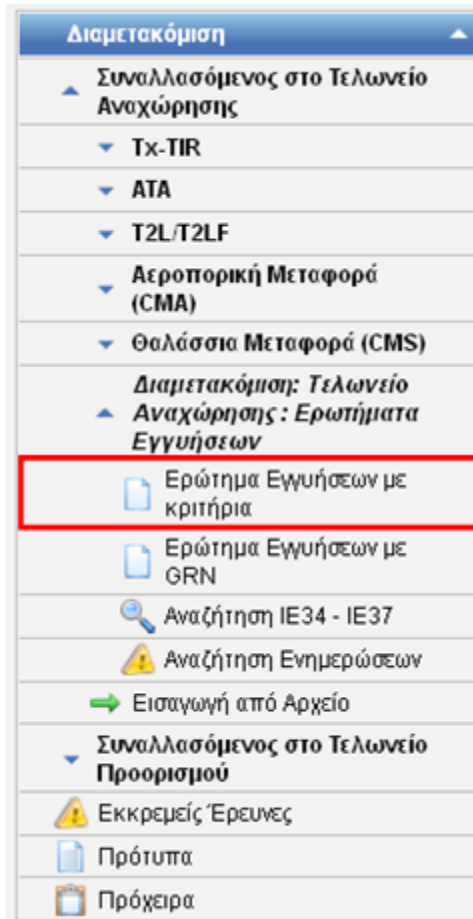 Διαμετακόμιση
Συναλλασόμενος στο Τελωνείο
Αναχώρησης
Tx-TIR
ATA
T2L/T2LF
Αεροπορική Μεταφορά
(CMA)
Θαλάσσια Μεταφορά (CMS)
Διαμετακόμιση: Τελωνείο
Αναχώρησης : Ερωτήματα
Εγγυήσεων
Ερώτημα Εγγυήσεων με
κριτήρια
Ερώτημα Εγγυήσεων με
GRN
Αναζήτηση ΙΕ34 - ΙΕ37
Αναζήτηση Ενημερώσεων
Εισαγωγή από Αρχείο
Συναλλασόμενος στο Τελωνείο
Προορισμού
Εκκρεμείς Έρευνες
Πρότυπα
Πρόχειρα